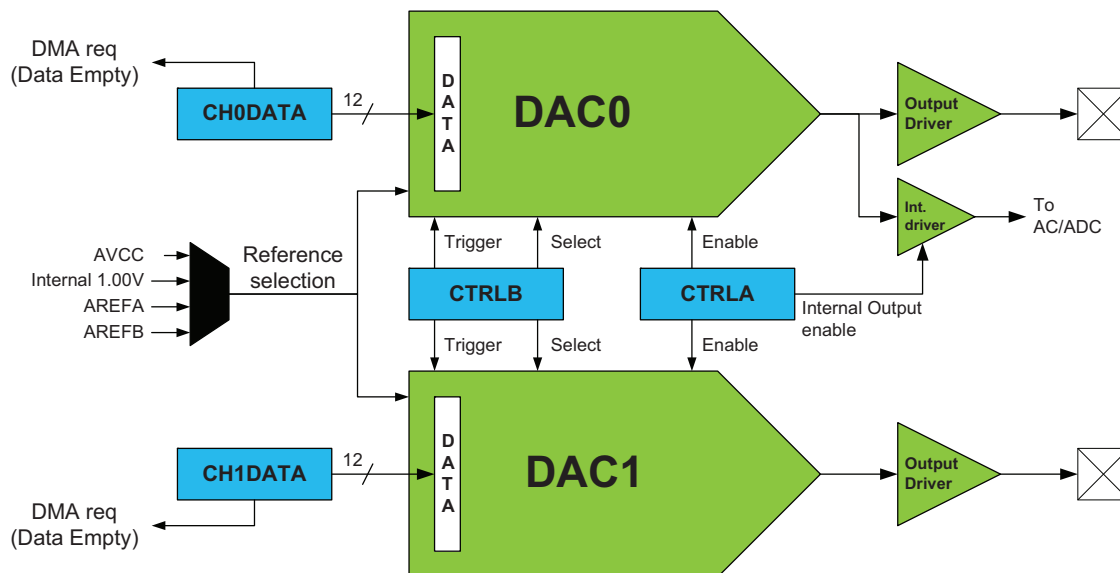 DMA req
(Data Empty)
CH0DATA
12
DATA
DAC0
Output
Driver
Int.
driver
To
AC/ADC
Trigger
Select
Enable
AVCC
Internal 1.00V
AREFA
AREFB
Reference
selection
CTRLB
CTRLA
Internal Output
enable
Trigger
Select
Enable
CH1DATA
12
DATA
DAC1
Output
Driver
DMA req
(Data Empty)